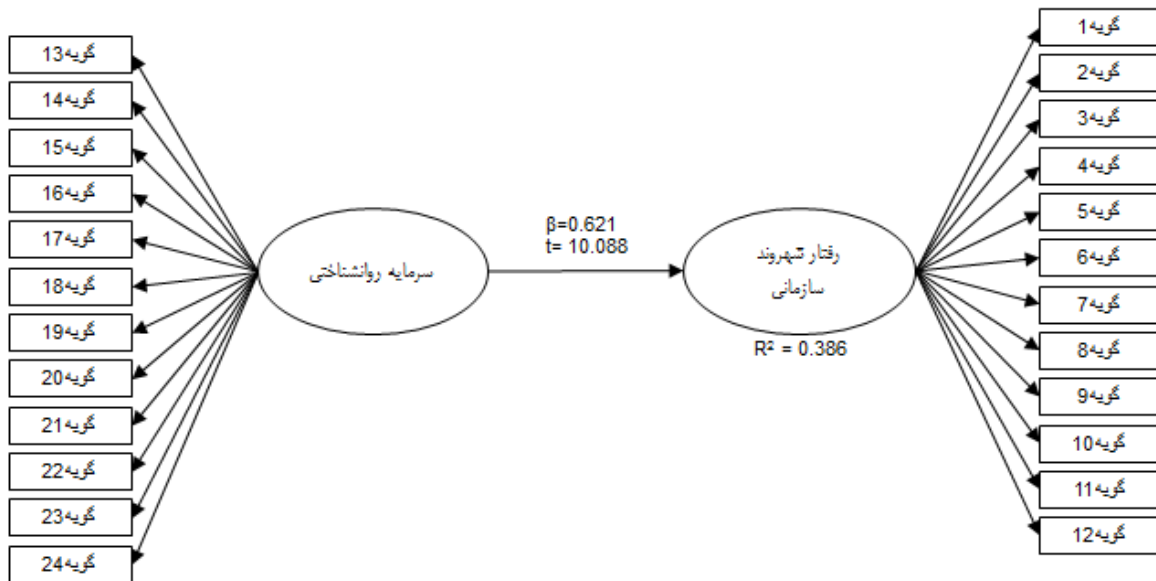 گویه13
گویه14
گویه15
گویه16
گویه17
گویه18
گویه19
گویه20
گویه21
گویه22
گویه23
گویه24
سرمایه روانشناختی
β=0.621
t= 10.088
رفتار شهروند
سازمانی
R² = 0.386
گویه1
گویه2
گویه3
گویه4
گویه5
گویه6
گویه7
گویه8
گویه9
گویه10
گویه11
گویه12